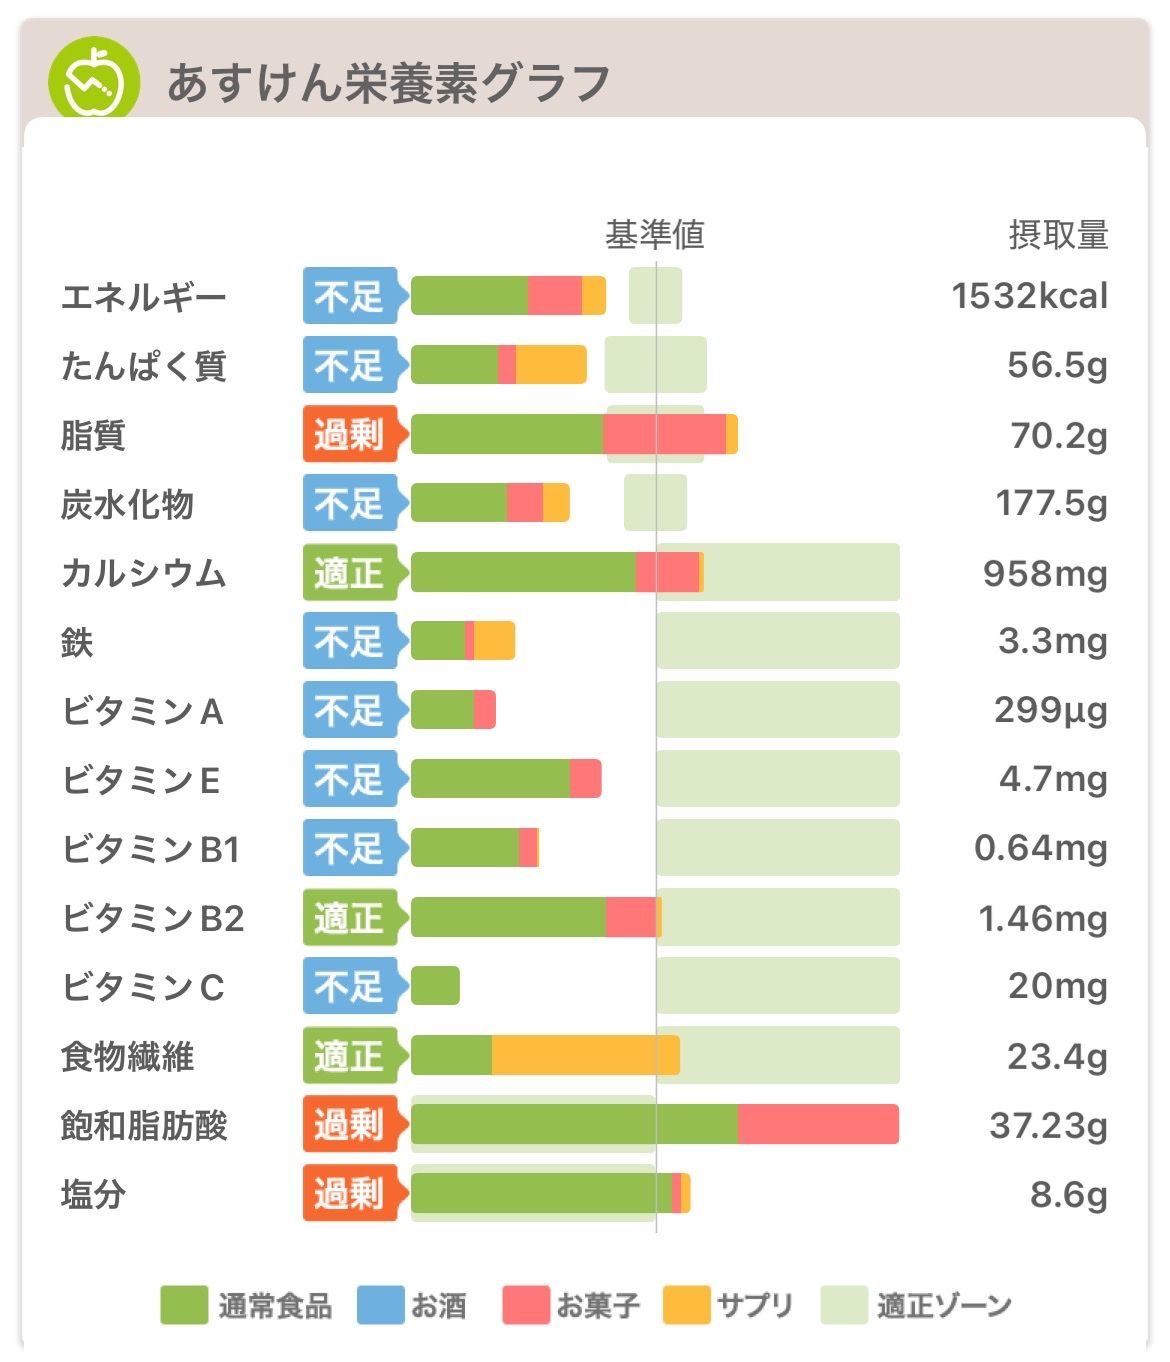 あすけん栄養素グラフ
基準値 摂取量
エネルギー 不足 1532kcal
たんぱく質 不足 56.5g
脂質 過剰 70.2g
炭水化物 不足 177.5g
カルシウム 適正 958mg
鉄 不足 3.3mg
ビタミンA 不足 299μg
ビタミンE 不足 4.7mg
ビタミンB1 不足 0.64mg
ビタミンB2 適正 1.46mg
ビタミンC 不足 20mg
食物繊維 適正 23.4g
飽和脂肪酸 過剰 37.23g
塩分 過剰 8.6g
通常食品 お酒 お菓子 サプリ 適正ゾーン